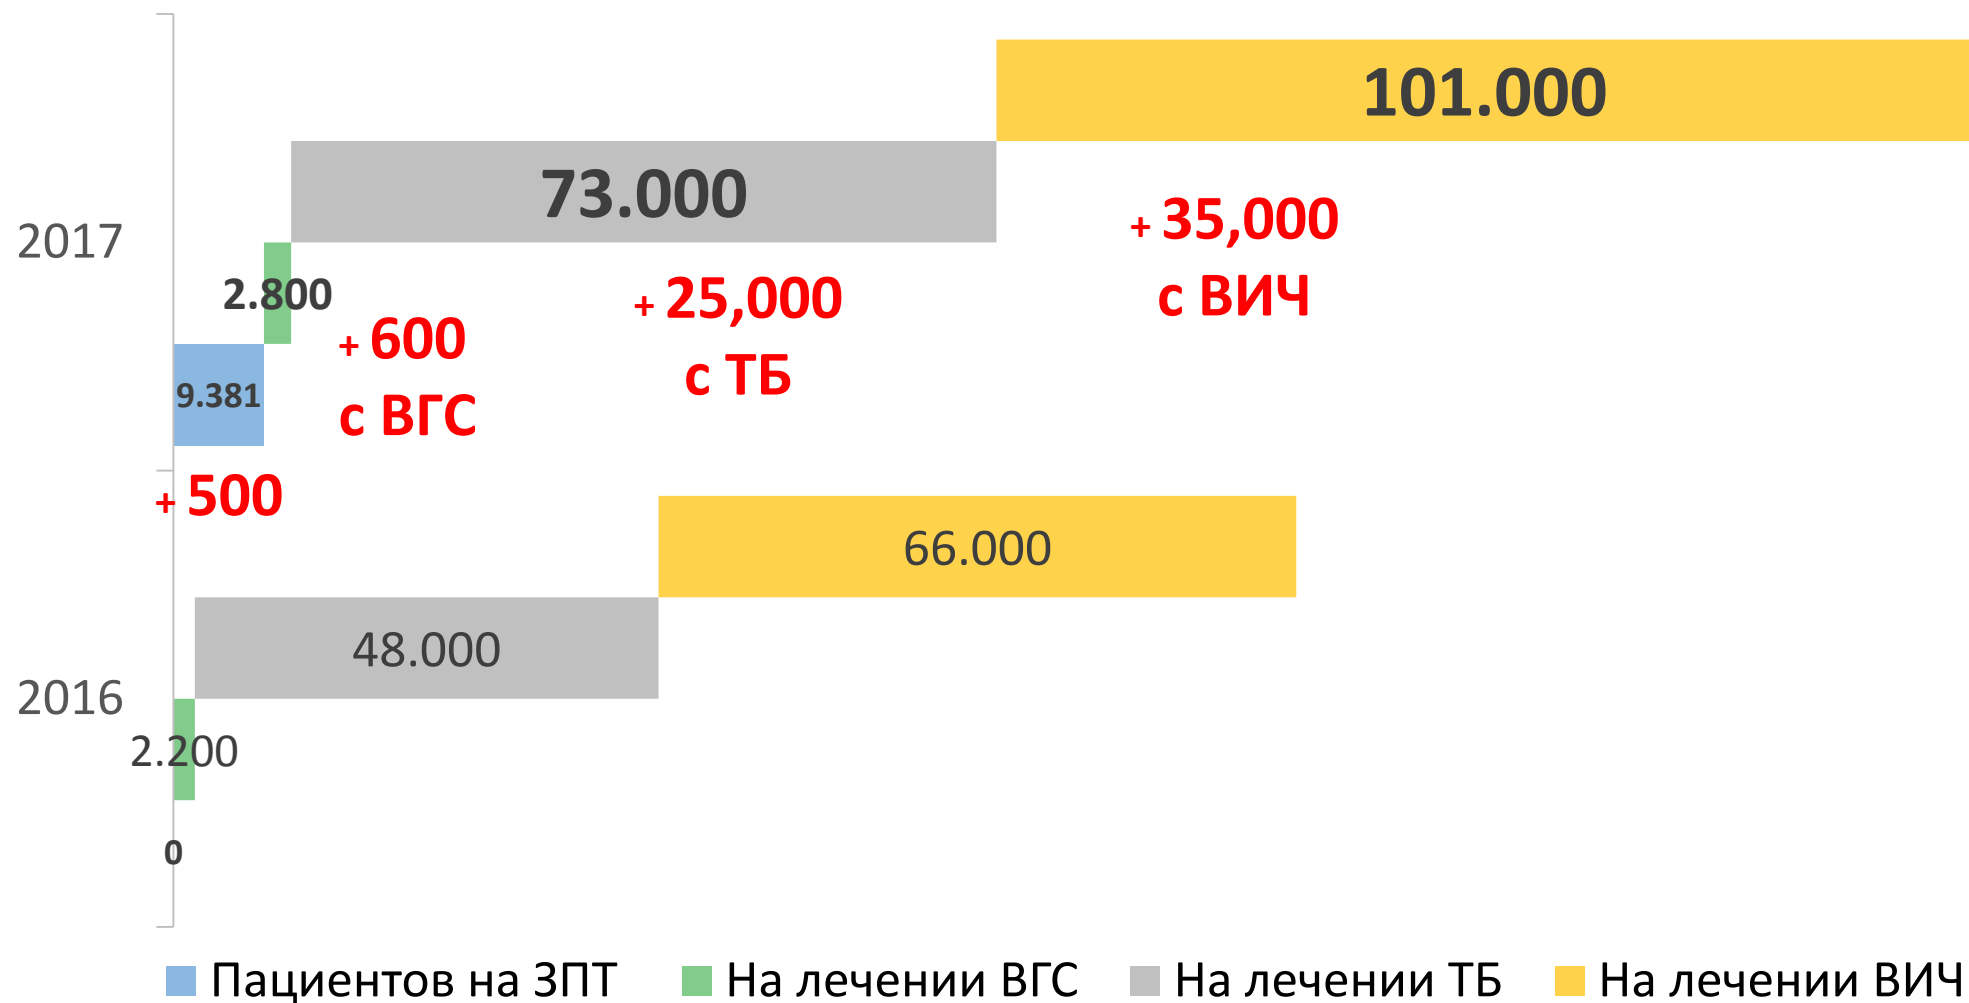 101.000
73.000
+ 35,000
с ВИЧ
2017
2.800
+ 25,000
с ТБ
+ 600
с ВГС
9.381
+ 500
66.000
48.000
2016
2.200
0
Пациентов на ЗПТ
На лечении ВГС
На лечении ТБ
На лечении ВИЧ